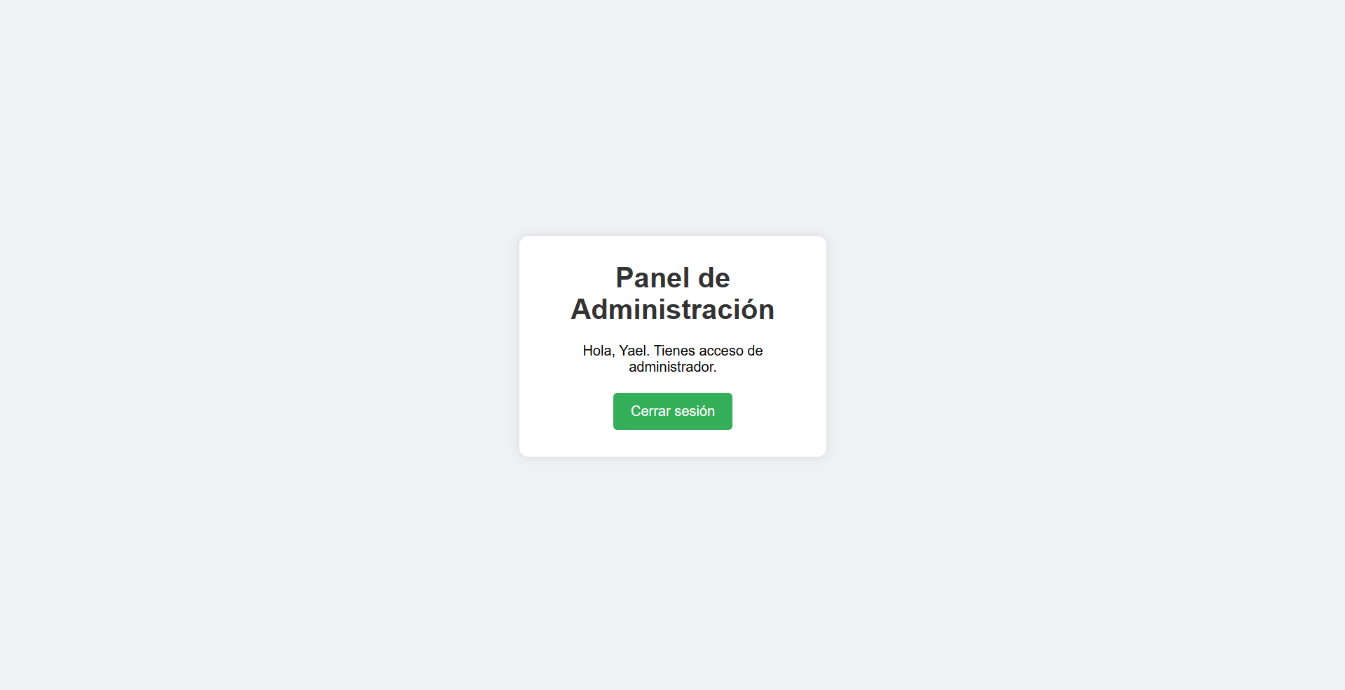 Panel de
Administración
Hola, Yael. Tienes acceso de
administrador.
Cerrar sesión